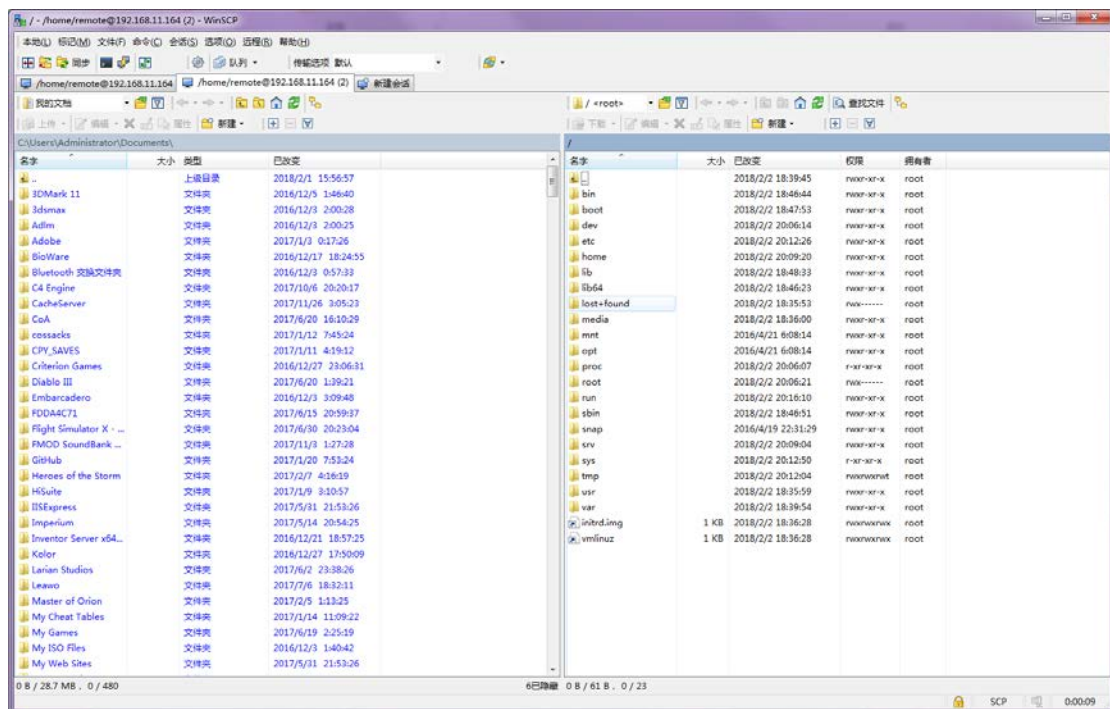 / - /home/remote@192.168.11.164 (2) - WinSCP
本地(L) 标记(M) 文件(F) 命令(C) 会话(S) 选项(O) 远程(R) 帮助(H)
同步 队列 传输选项 默认
/home/remote@192.168.11.164 /home/remote@192.168.11.164 (2) 新建会话
我的文档 / <root> 查找文件
上传 编辑 属性 新建 下载 编辑 属性 新建
C:\Users\Administrator\Documents\ /
名字 大小 类型 已改变 名字 大小 已改变 权限 拥有者
.. 上级目录 2018/2/1 15:56:57 .. 2018/2/2 18:39:45 rwxr-xr-x root
3DMark 11 文件夹 2016/12/5 1:46:40 bin 2018/2/2 18:46:44 rwxr-xr-x root
3dsmax 文件夹 2016/12/3 2:00:28 boot 2018/2/2 18:47:53 rwxr-xr-x root
Adlm 文件夹 2016/12/3 2:00:25 dev 2018/2/2 20:06:14 rwxr-xr-x root
Adobe 文件夹 2017/1/3 0:17:26 etc 2018/2/2 20:12:26 rwxr-xr-x root
BioWare 文件夹 2016/12/17 18:24:55 home 2018/2/2 20:09:20 rwxr-xr-x root
Bluetooth 交换文件夹 文件夹 2016/12/3 0:57:33 lib 2018/2/2 18:48:33 rwxr-xr-x root
C4 Engine 文件夹 2017/10/6 20:20:17 lib64 2018/2/2 18:46:23 rwxr-xr-x root
CacheServer 文件夹 2017/11/26 3:05:23 lost+found 2018/2/2 18:35:53 rwx------ root
CoA 文件夹 2017/6/20 16:10:29 media 2018/2/2 18:36:00 rwxr-xr-x root
cossacks 文件夹 2017/1/12 7:45:24 mnt 2016/4/21 6:08:14 rwxr-xr-x root
CPY_SAVES 文件夹 2017/1/11 4:19:12 opt 2016/4/21 6:08:14 rwxr-xr-x root
Criterion Games 文件夹 2016/12/27 23:06:31 proc 2018/2/2 20:06:07 r-xr-xr-x root
Diablo III 文件夹 2017/6/20 1:39:21 root 2018/2/2 20:06:21 rwx------ root
Embarcadero 文件夹 2016/12/3 3:09:48 run 2018/2/2 20:16:10 rwxr-xr-x root
FDDA4C71 文件夹 2017/6/15 20:59:37 sbin 2018/2/2 18:46:51 rwxr-xr-x root
Flight Simulator X - ... 文件夹 2017/6/30 20:23:04 snap 2016/4/19 22:31:29 rwxr-xr-x root
FMOD SoundBank ... 文件夹 2017/11/3 1:27:28 srv 2018/2/2 20:09:04 rwxr-xr-x root
GitHub 文件夹 2017/1/20 7:53:24 sys 2018/2/2 20:12:50 r-xr-xr-x root
Heroes of the Storm 文件夹 2017/2/7 4:16:19 tmp 2018/2/2 20:12:04 rwxrwxrwt root
HiSuite 文件夹 2017/1/9 3:10:57 usr 2018/2/2 18:35:59 rwxr-xr-x root
IISExpress 文件夹 2017/5/31 21:53:26 var 2018/2/2 18:39:54 rwxr-xr-x root
Imperium 文件夹 2017/5/14 20:54:25 initrd.img 1 KB 2018/2/2 18:36:28 rwxrwxrwx root
Inventor Server x64... 文件夹 2016/12/21 18:57:25 vmlinuz 1 KB 2018/2/2 18:36:28 rwxrwxrwx root
Kolor 文件夹 2016/12/27 17:50:09
Larian Studios 文件夹 2017/6/2 23:38:26
Leawo 文件夹 2017/7/6 18:32:11
Master of Orion 文件夹 2017/2/5 1:13:25
My Cheat Tables 文件夹 2017/1/14 11:09:22
My Games 文件夹 2017/6/19 2:25:19
My ISO Files 文件夹 2016/12/3 1:40:42
My Web Sites 文件夹 2017/5/31 21:53:26
0 B / 28.7 MB , 0 / 480 6已隐藏 0 B / 61 B , 0 / 23
SCP 0:00:09